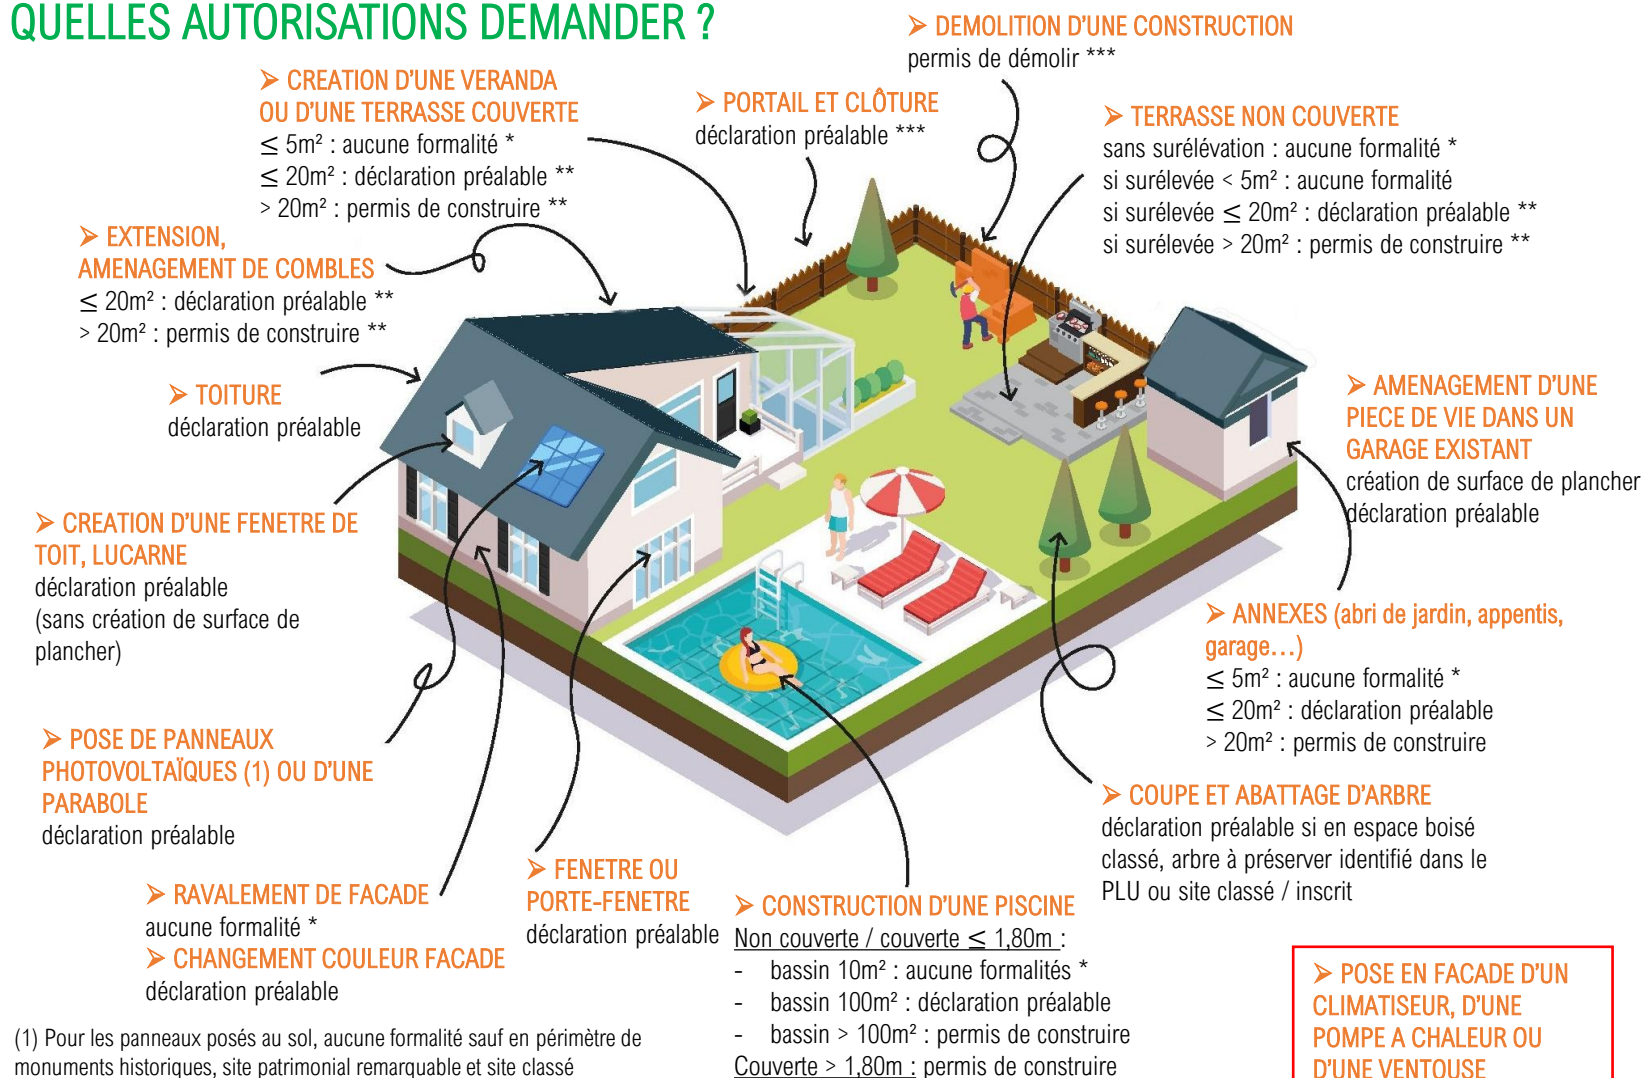 QUELLES AUTORISATIONS DEMANDER ?
➢ DEMOLITION D'UNE CONSTRUCTION
permis de démolir ***
➢ CREATION D'UNE VERANDA
OU D'UNE TERRASSE COUVERTE
≤ 5m² : aucune formalité *
≤ 20m² : déclaration préalable **
> 20m² : permis de construire **
➢ PORTAIL ET CLÔTURE
déclaration préalable ***
➢ TERRASSE NON COUVERTE
sans surélévation : aucune formalité *
si surélevée < 5m² : aucune formalité
si surélevée ≤ 20m² : déclaration préalable **
si surélevée > 20m² : permis de construire **
➢ EXTENSION,
AMENAGEMENT DE COMBLES
≤ 20m² : déclaration préalable **
> 20m² : permis de construire **
➢ TOITURE
déclaration préalable
➢ AMENAGEMENT D'UNE
PIECE DE VIE DANS UN
GARAGE EXISTANT
création de surface de plancher
déclaration préalable
➢ CREATION D'UNE FENETRE DE
TOIT, LUCARNE
déclaration préalable
(sans création de surface de
plancher)
➢ ANNEXES (abri de jardin, appentis,
garage…)
≤ 5m² : aucune formalité *
≤ 20m² : déclaration préalable
> 20m² : permis de construire
➢ POSE DE PANNEAUX
PHOTOVOLTAÏQUES (1) OU D'UNE
PARABOLE
déclaration préalable
➢ COUPE ET ABATTAGE D'ARBRE
déclaration préalable si en espace boisé
classé, arbre à préserver identifié dans le
PLU ou site classé / inscrit
➢ RAVALEMENT DE FACADE
aucune formalité *
➢ CHANGEMENT COULEUR FACADE
déclaration préalable
➢ FENETRE OU
PORTE-FENETRE
déclaration préalable
➢ CONSTRUCTION D'UNE PISCINE
Non couverte / couverte ≤ 1,80m :
- bassin 10m² : aucune formalités *
- bassin 100m² : déclaration préalable
- bassin > 100m² : permis de construire
Couverte > 1,80m : permis de construire
➢ POSE EN FACADE D'UN
CLIMATISEUR, D'UNE
POMPE A CHALEUR OU
D'UNE VENTOUSE
(1) Pour les panneaux posés au sol, aucune formalité sauf en périmètre de
monuments historiques, site patrimonial remarquable et site classé